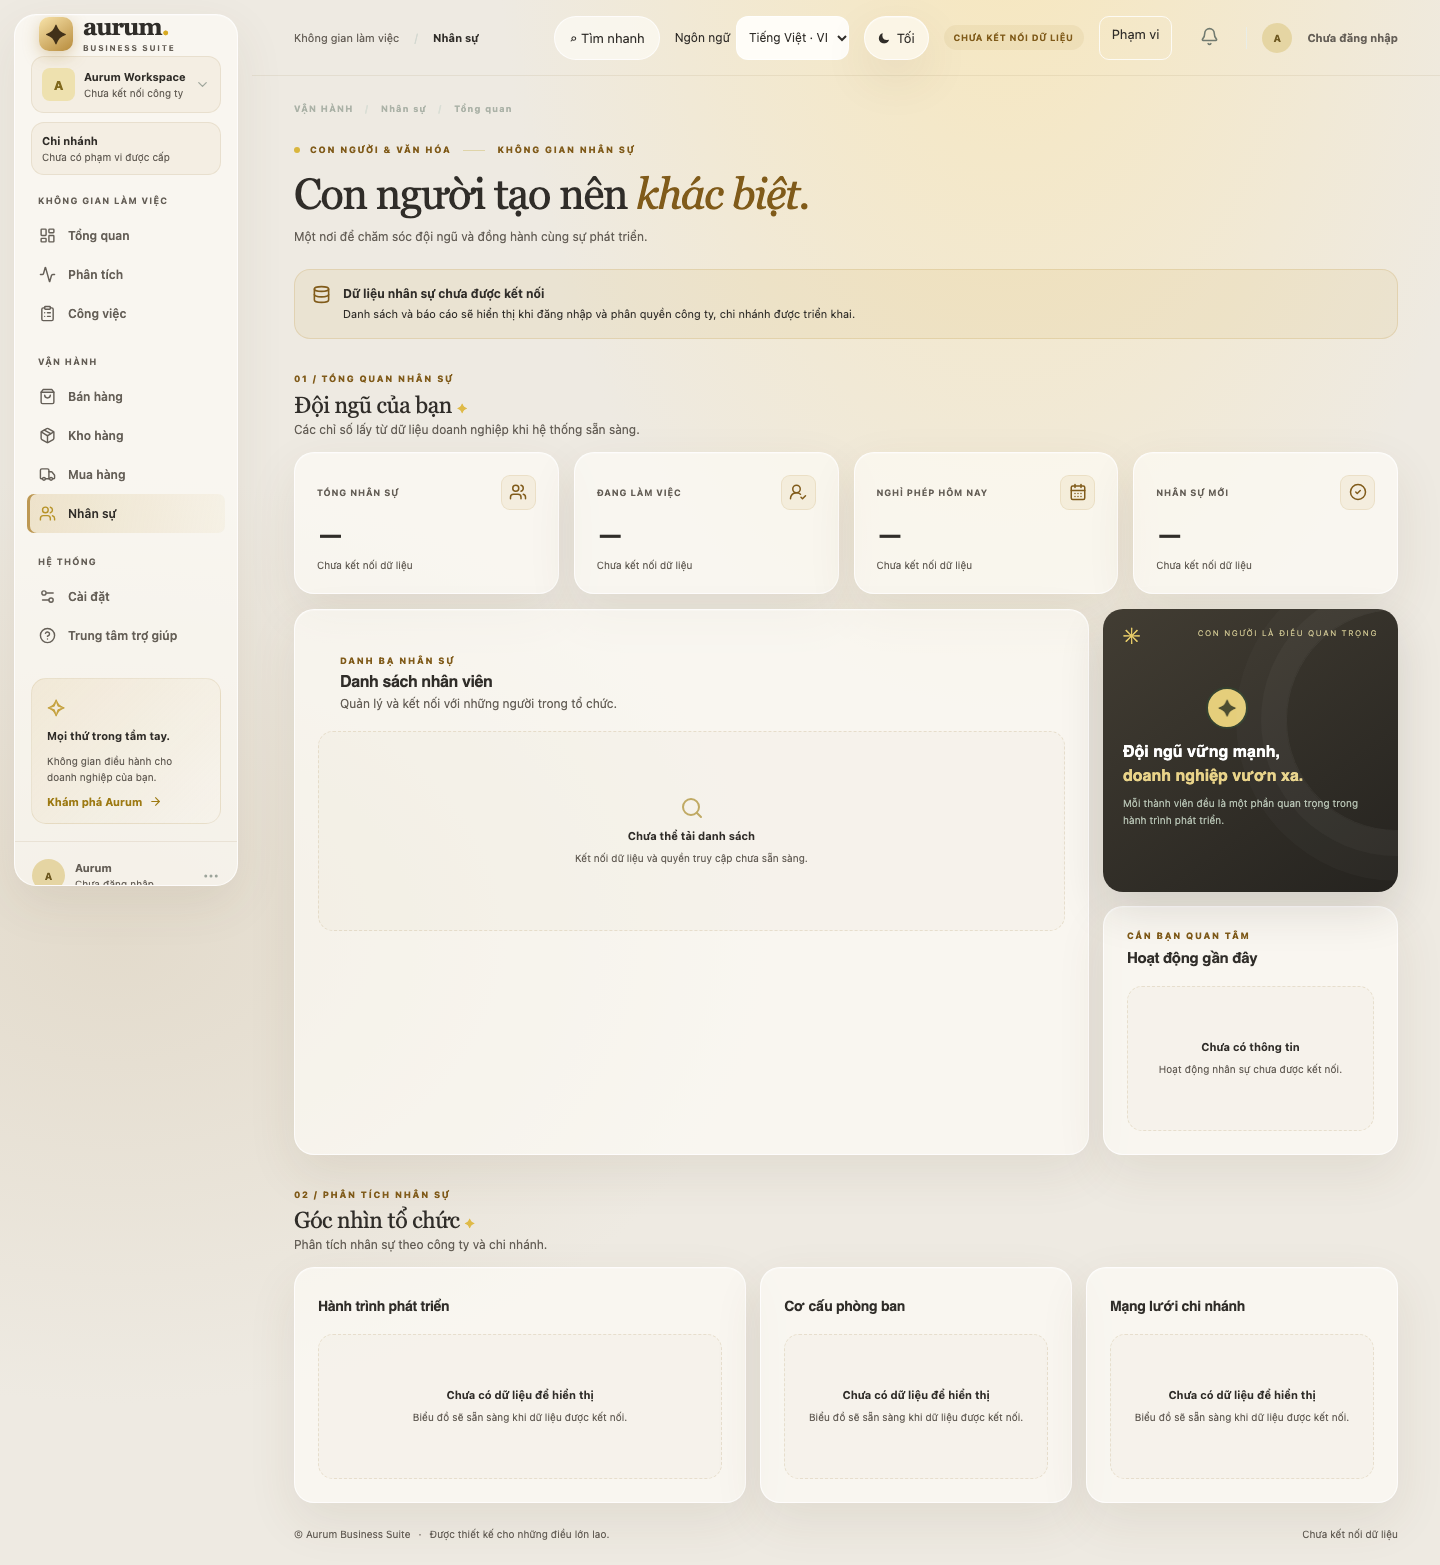 aurum.
BUSINESS SUITE
A
Aurum Workspace
Chưa kết nối công ty
Chi nhánh
Chưa có phạm vi được cấp
KHÔNG GIAN LÀM VIỆC
Tổng quan
Phân tích
Công việc
VẬN HÀNH
Bán hàng
Kho hàng
Mua hàng
Nhân sự
HỆ THỐNG
Cài đặt
Trung tâm trợ giúp
Mọi thứ trong tầm tay.
Không gian điều hành cho
doanh nghiệp của bạn.
Khám phá Aurum →
A
Aurum
Chưa đăng nhập
Không gian làm việc / Nhân sự
Tìm nhanh
Ngôn ngữ
Tiếng Việt · VI
Tối
CHƯA KẾT NỐI DỮ LIỆU
Phạm vi
A
Chưa đăng nhập
VẬN HÀNH / Nhân sự / Tổng quan
CON NGƯỜI & VĂN HÓA — KHÔNG GIAN NHÂN SỰ
Con người tạo nên khác biệt.
Một nơi để chăm sóc đội ngũ và đồng hành cùng sự phát triển.
Dữ liệu nhân sự chưa được kết nối
Danh sách và báo cáo sẽ hiển thị khi đăng nhập và phân quyền công ty, chi nhánh được triển khai.
01 / TỔNG QUAN NHÂN SỰ
Đội ngũ của bạn
Các chỉ số lấy từ dữ liệu doanh nghiệp khi hệ thống sẵn sàng.
TỔNG NHÂN SỰ
—
Chưa kết nối dữ liệu
ĐANG LÀM VIỆC
—
Chưa kết nối dữ liệu
NGHỈ PHÉP HÔM NAY
—
Chưa kết nối dữ liệu
NHÂN SỰ MỚI
—
Chưa kết nối dữ liệu
DANH BẠ NHÂN SỰ
Danh sách nhân viên
Quản lý và kết nối với những người trong tổ chức.
Chưa thể tải danh sách
Kết nối dữ liệu và quyền truy cập chưa sẵn sàng.
CON NGƯỜI LÀ ĐIỀU QUAN TRỌNG
Đội ngũ vững mạnh,
doanh nghiệp vươn xa.
Mỗi thành viên đều là một phần quan trọng trong
hành trình phát triển.
CẦN BẠN QUAN TÂM
Hoạt động gần đây
Chưa có thông tin
Hoạt động nhân sự chưa được kết nối.
02 / PHÂN TÍCH NHÂN SỰ
Góc nhìn tổ chức
Phân tích nhân sự theo công ty và chi nhánh.
Hành trình phát triển
Chưa có dữ liệu để hiển thị
Biểu đồ sẽ sẵn sàng khi dữ liệu được kết nối.
Cơ cấu phòng ban
Chưa có dữ liệu để hiển thị
Biểu đồ sẽ sẵn sàng khi dữ liệu được kết nối.
Mạng lưới chi nhánh
Chưa có dữ liệu để hiển thị
Biểu đồ sẽ sẵn sàng khi dữ liệu được kết nối.
© Aurum Business Suite · Được thiết kế cho những điều lớn lao.
Chưa kết nối dữ liệu